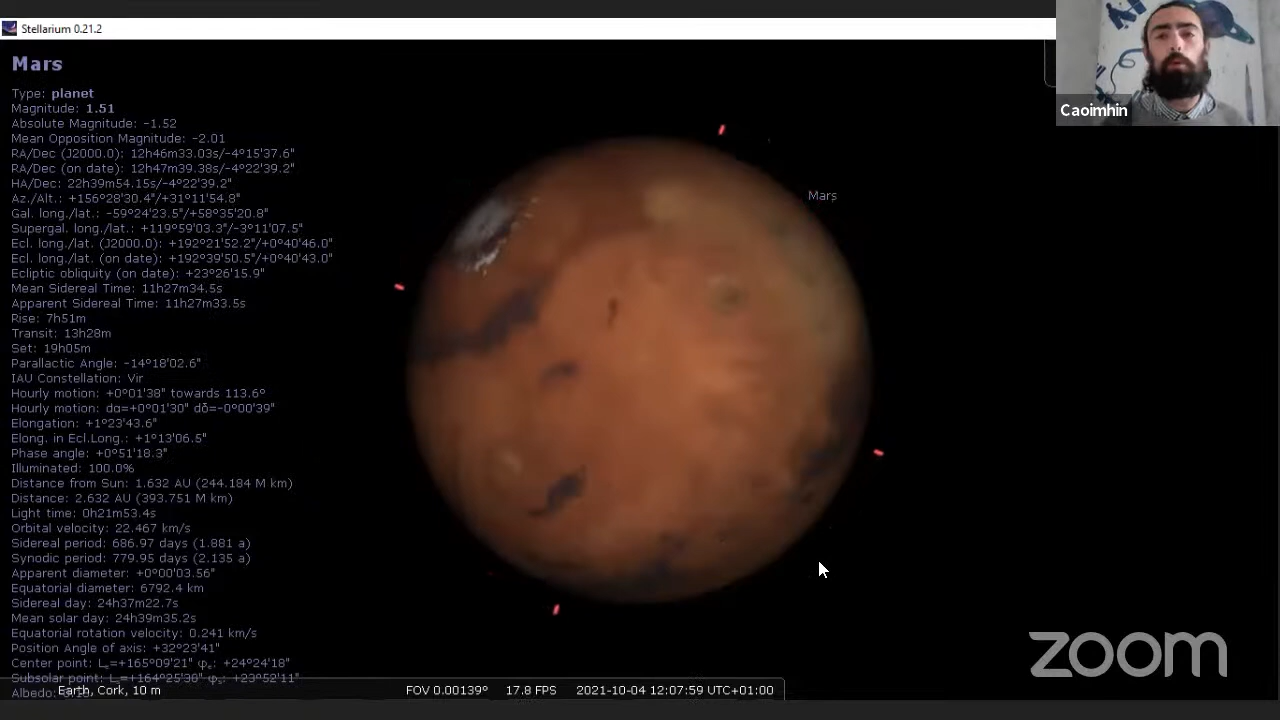 Stellarium 0.21.2
Mars
Type: planet
Magnitude: 1.51
Absolute Magnitude: -1.52
Mean Opposition Magnitude: -2.01
RA/Dec (J2000.0): 12h46m33.03s/-4°15'37.6"
RA/Dec (on date): 12h47m39.38s/-4°22'39.2"
HA/Dec: 22h39m54.15s/-4°22'39.2"
Az./Alt.: +156°28'30.4"/+31°11'54.8"
Gal. long./lat.: -59°24'23.5"/+58°35'20.8"
Supergal. long./lat.: +119°59'03.3"/-3°11'07.5"
Ecl. long./lat. (J2000.0): +192°21'52.2"/+0°40'46.0"
Ecl. long./lat. (on date): +192°39'50.5"/+0°40'43.0"
Ecliptic obliquity (on date): +23°26'15.9"
Mean Sidereal Time: 11h27m34.5s
Apparent Sidereal Time: 11h27m33.5s
Rise: 7h51m
Transit: 13h28m
Set: 19h05m
Parallactic Angle: -14°18'02.6"
IAU Constellation: Vir
Hourly motion: +0°01'38" towards 113.6°
Hourly motion: dα=+0°01'30" dδ=-0°00'39"
Elongation: +1°23'43.6"
Elong. in Ecl.Long.: +1°13'06.5"
Phase angle: +0°51'18.3"
Illuminated: 100.0%
Distance from Sun: 1.632 AU (244.184 M km)
Distance: 2.632 AU (393.751 M km)
Light time: 0h21m53.4s
Orbital velocity: 22.467 km/s
Sidereal period: 686.97 days (1.881 a)
Synodic period: 779.95 days (2.135 a)
Apparent diameter: +0°00'03.56"
Equatorial diameter: 6792.4 km
Sidereal day: 24h37m22.7s
Mean solar day: 24h39m35.2s
Equatorial rotation velocity: 0.241 km/s
Position Angle of axis: +32°23'41"
Center point: Lₑ=+165°09'21" φₑ: +24°24'18"
Subsolar point: Lₛ=+164°25'30" φₛ: +23°52'11"
Albedo:
Earth, Cork, 10 m
FOV 0.00139° 17.8 FPS 2021-10-04 12:07:59 UTC+01:00
Mars
Caoimhin
zoom